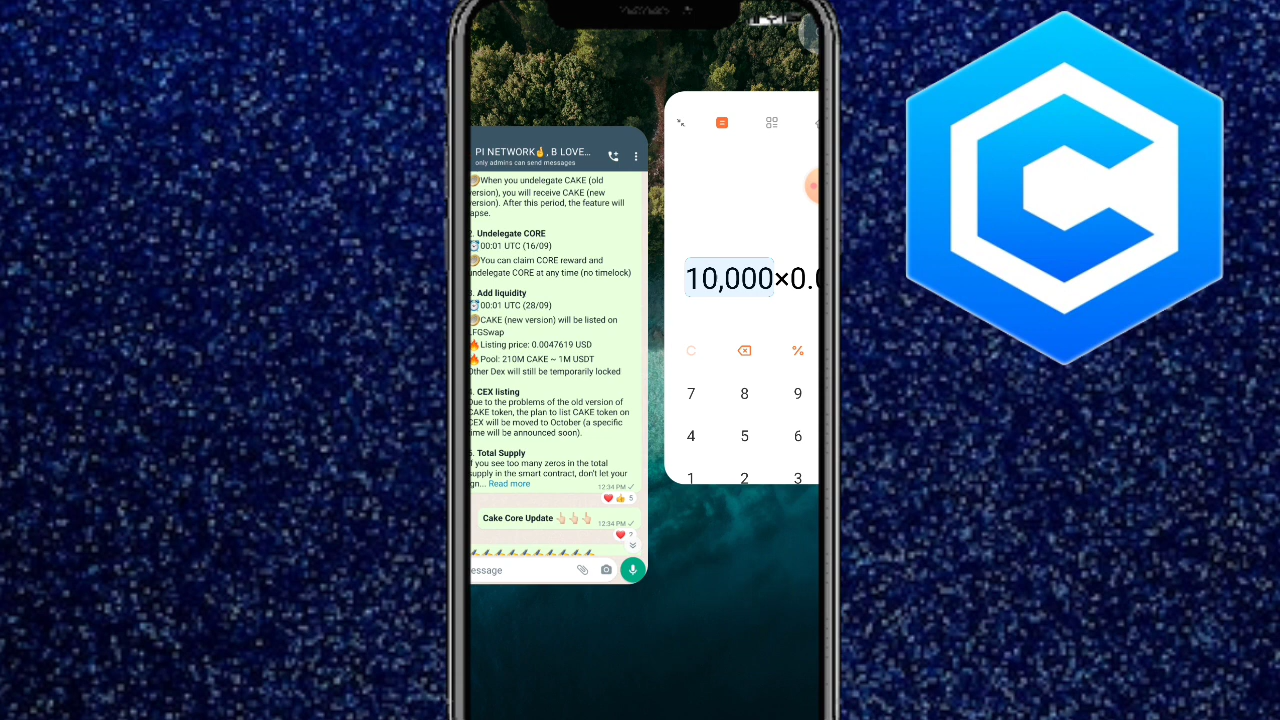 PI NETWORK🤞, B LOVE...
only admins can send messages
When you undelegate CAKE (old
version), you will receive CAKE (new
version). After this period, the feature will
Undelegate CORE
00:01 UTC (16/09)
You can claim CORE reward and
undelegate CORE at any time (no timelock)
Add liquidity
00:01 UTC (28/09)
CAKE (new version) will be listed on
LFGSwap
🔥Listing price: 0.0047619 USD
🔥Pool: 210M CAKE ~ 1M USDT
Other Dex will still be temporarily locked
CEX listing
Due to the problems of the old version of
CAKE token, the plan to list CAKE token on
CEX will be moved to October (a specific
time will be announced soon).
Total Supply
If you see too many zeros in the total
supply in the smart contract, don't let your
... Read more
12:34 PM
❤️👍 5
Cake Core Update 👆🏻👆🏻👆🏻
12:34 PM
10,000×0.
C %
7 8 9
4 5 6
1 2 3